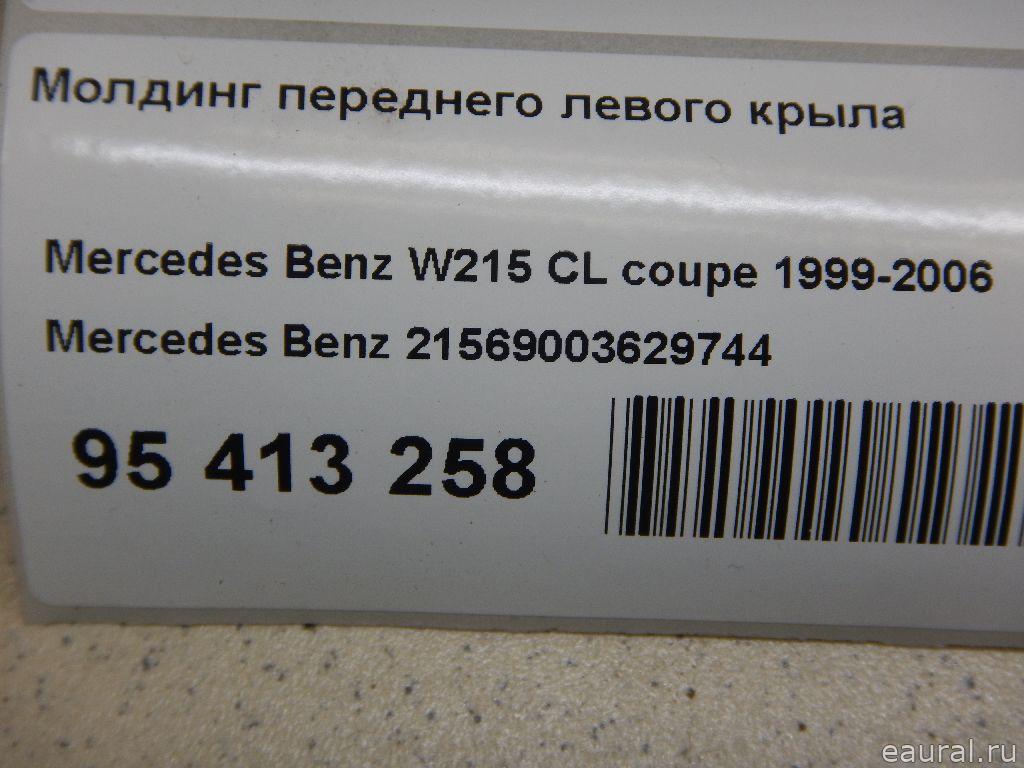 Молдинг переднего левого крыла
Mercedes Benz W215 CL coupe 1999-2006
Mercedes Benz 21569003629744
95 413 258
eaural.ru